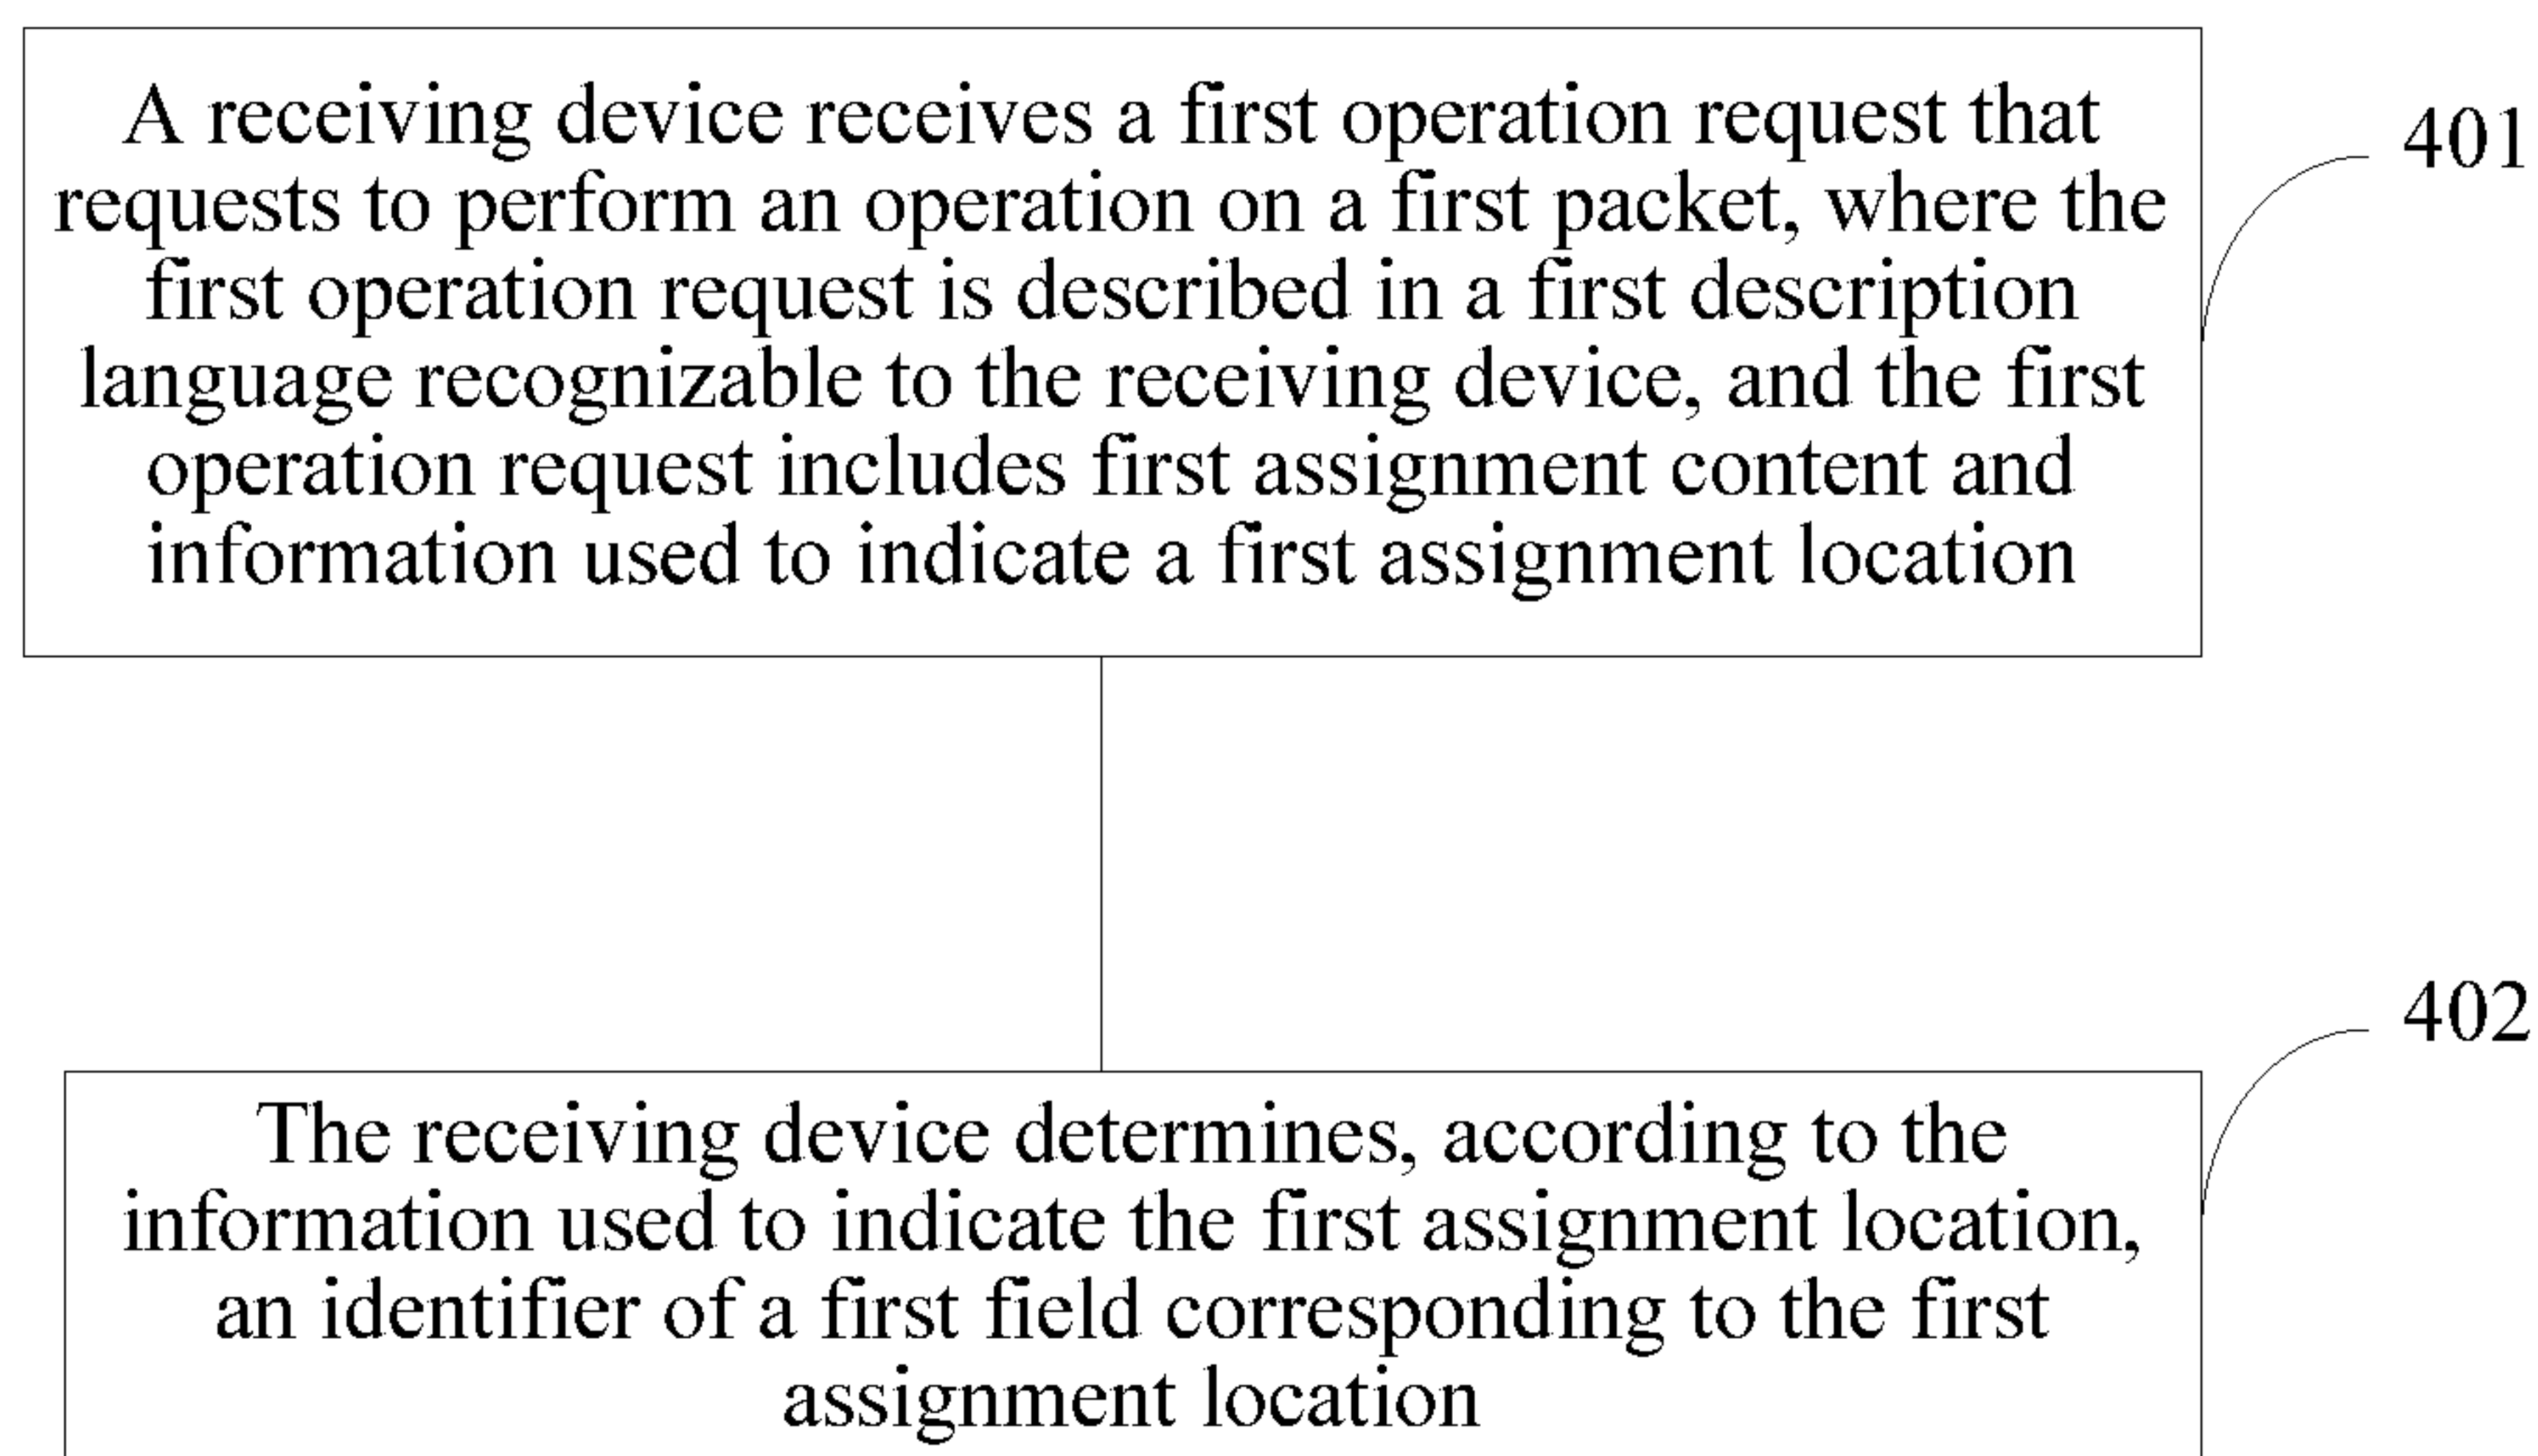 A receiving device receives a first operation request that
requests to perform an operation on a first packet, where the
first operation request is described in a first description
language recognizable to the receiving device, and the first
operation request includes first assignment content and
information used to indicate a first assignment location
401
The receiving device determines, according to the
information used to indicate the first assignment location,
an identifier of a first field corresponding to the first
assignment location
402